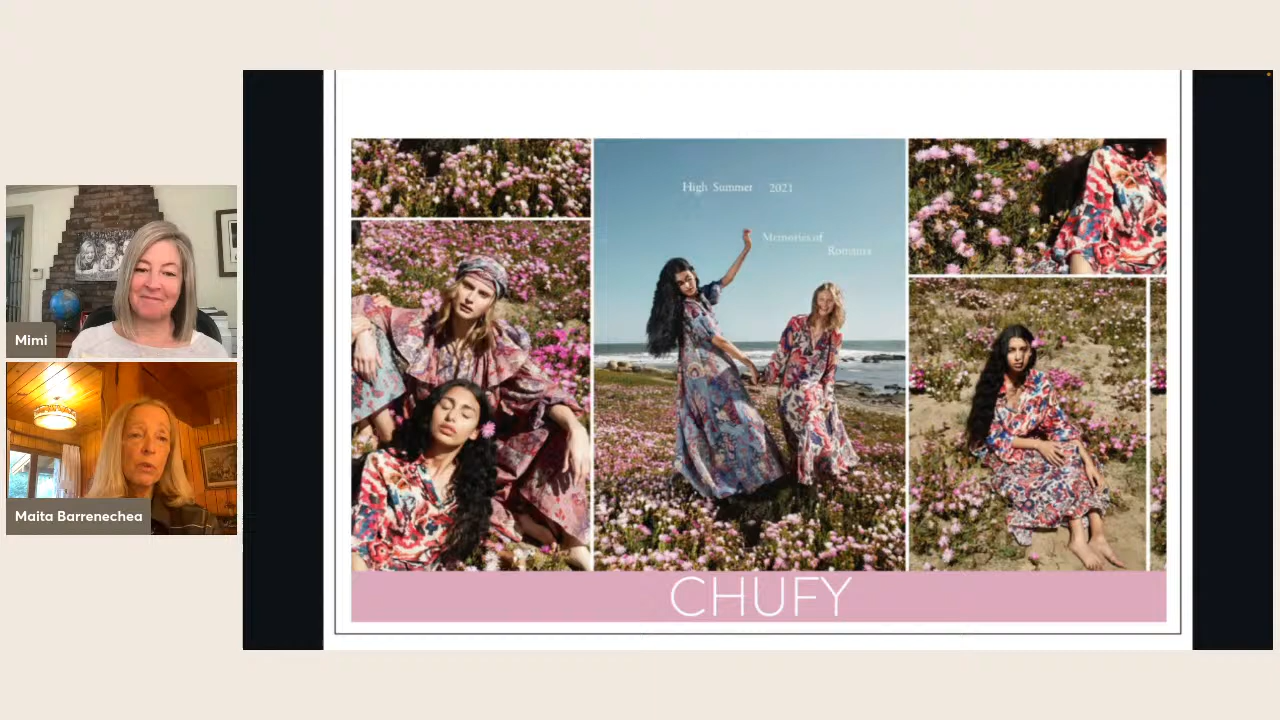 High Summer 2021
Memories of
Romance
CHUFY
Mimi
Maita Barrenechea